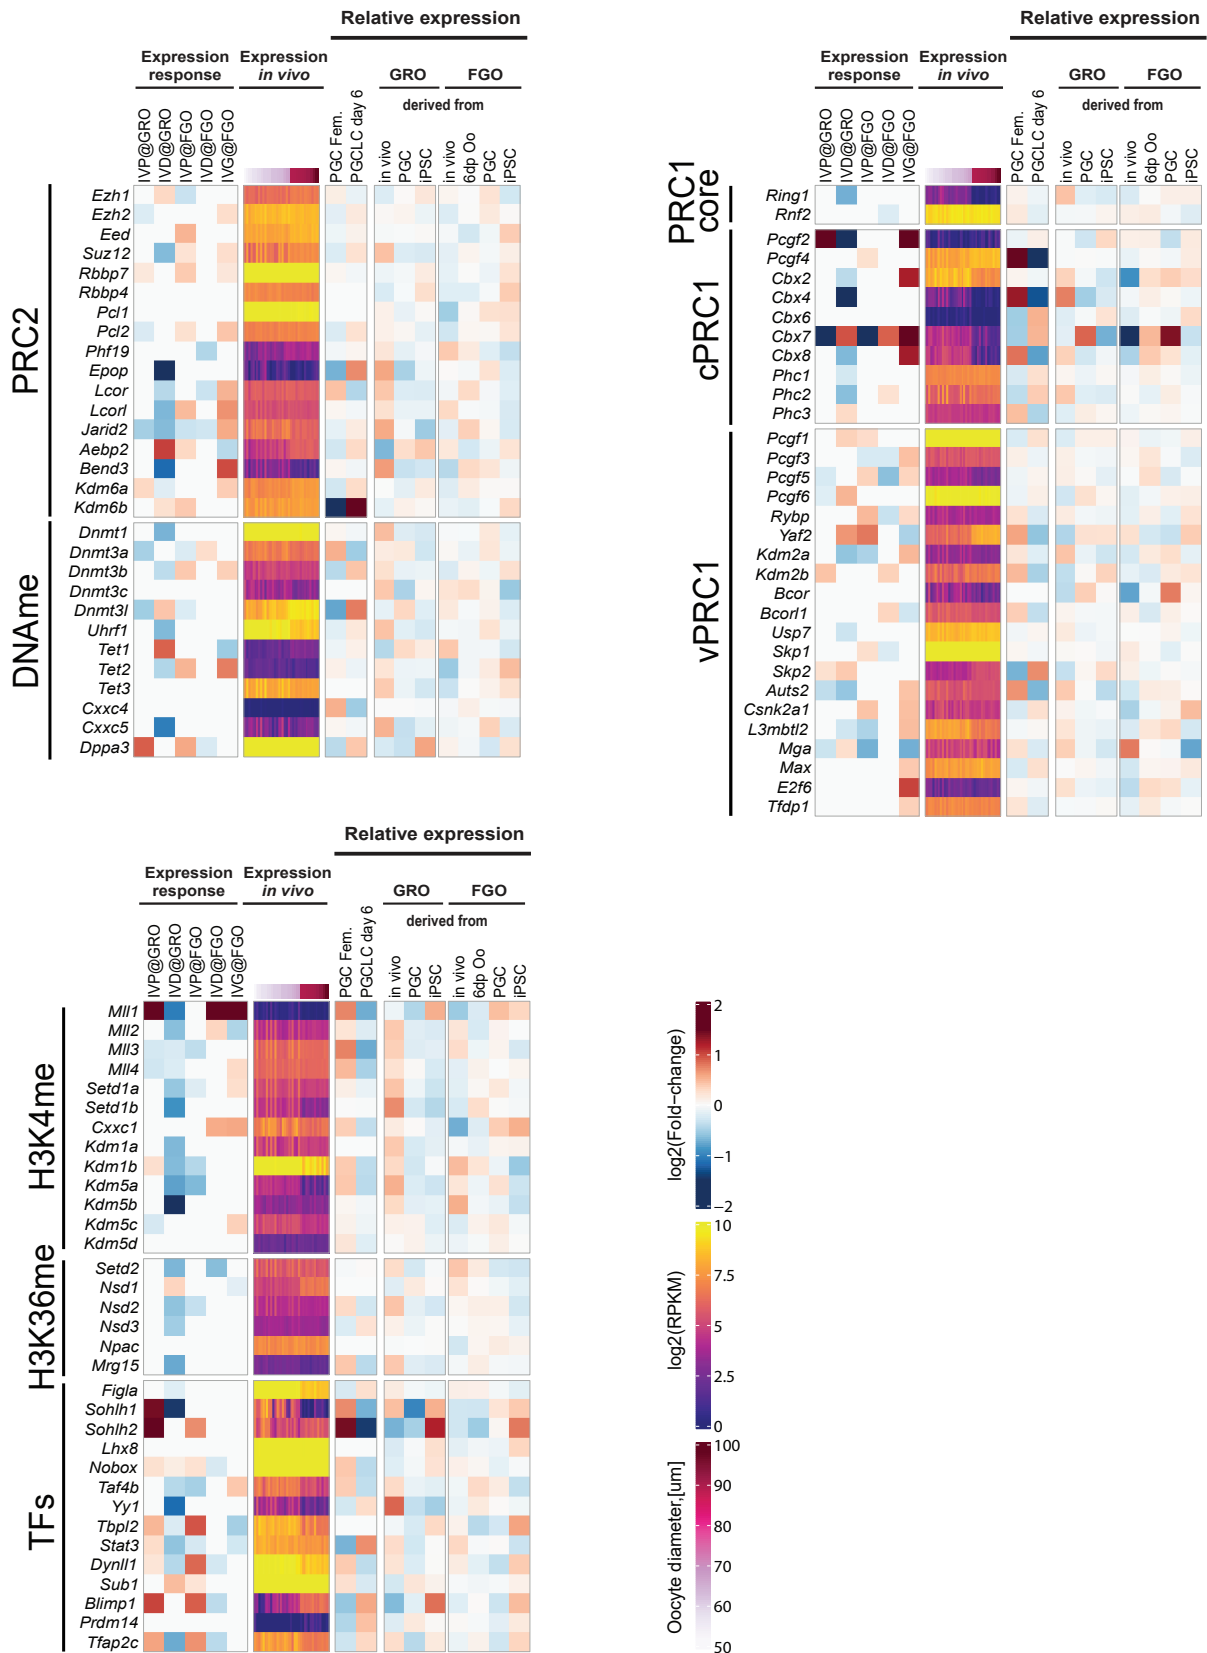 Relative expression
Expression response
Expression in vivo
GRO
FGO
derived from
IVP@GRO
IVD@GRO
IVP@FGO
IVD@FGO
IVG@FGO
PGC Fem.
PGCLC day 6
in vivo
PGC
iPSC
in vivo
6dp Oo
PGC
iPSC
PRC2
Ezh1
Ezh2
Eed
Suz12
Rbbp7
Rbbp4
Pcl1
Pcl2
Phf19
Epop
Lcor
Lcorl
Jarid2
Aebp2
Bend3
Kdm6a
Kdm6b
DNAme
Dnmt1
Dnmt3a
Dnmt3b
Dnmt3c
Dnmt3l
Uhrf1
Tet1
Tet2
Tet3
Cxxc4
Cxxc5
Dppa3
Relative expression
Expression response
Expression in vivo
GRO
FGO
derived from
IVP@GRO
IVD@GRO
IVP@FGO
IVD@FGO
IVG@FGO
PGC Fem.
PGCLC day 6
in vivo
PGC
iPSC
in vivo
6dp Oo
PGC
iPSC
PRC1 core
Ring1
Rnf2
cPRC1
Pcgf2
Pcgf4
Cbx2
Cbx4
Cbx6
Cbx7
Cbx8
Phc1
Phc2
Phc3
vPRC1
Pcgf1
Pcgf3
Pcgf5
Pcgf6
Rybp
Yaf2
Kdm2a
Kdm2b
Bcor
Bcorl1
Usp7
Skp1
Skp2
Auts2
Csnk2a1
L3mbtl2
Mga
Max
E2f6
Tfdp1
Relative expression
Expression response
Expression in vivo
GRO
FGO
derived from
IVP@GRO
IVD@GRO
IVP@FGO
IVD@FGO
IVG@FGO
PGC Fem.
PGCLC day 6
in vivo
PGC
iPSC
in vivo
6dp Oo
PGC
iPSC
H3K4me
Mll1
Mll2
Mll3
Mll4
Setd1a
Setd1b
Cxxc1
Kdm1a
Kdm1b
Kdm5a
Kdm5b
Kdm5c
Kdm5d
H3K36me
Setd2
Nsd1
Nsd2
Nsd3
Npac
Mrg15
TFs
Figla
Sohlh1
Sohlh2
Lhx8
Nobox
Taf4b
Yy1
Tbpl2
Stat3
Dynll1
Sub1
Blimp1
Prdm14
Tfap2c
log2(Fold−change)
2
1
0
−1
−2
log2(RPKM)
10
7.5
5
2.5
0
Oocyte diameter,[um]
100
90
80
70
60
50